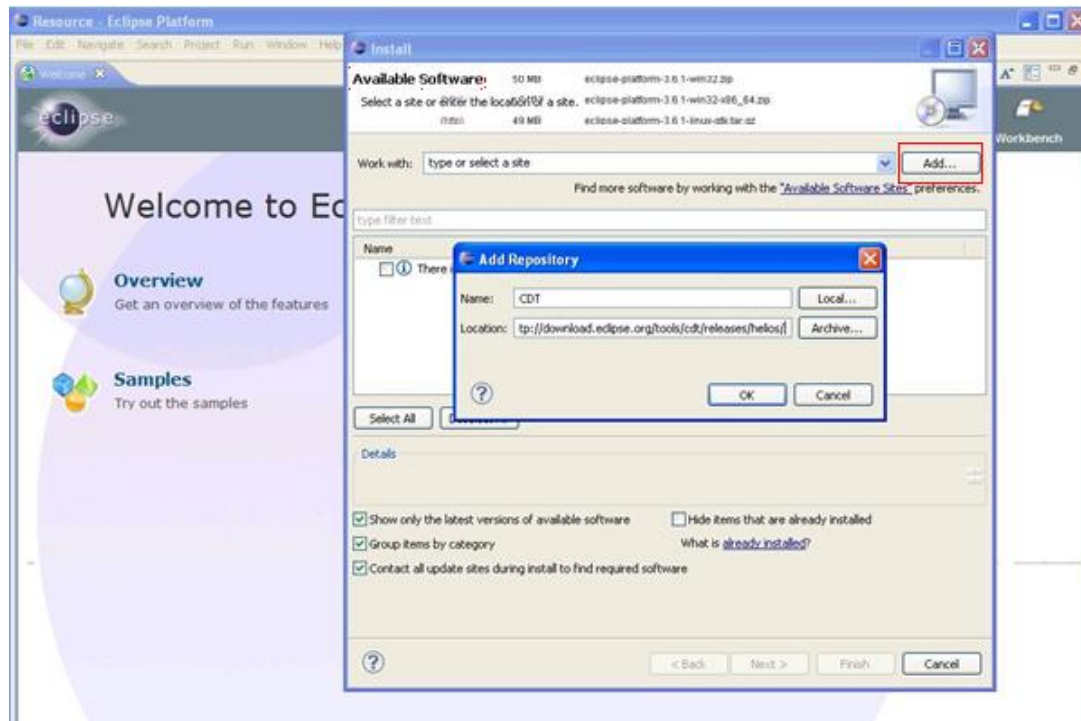 Resource - Eclipse Platform
File Edit Navigate Search Project Run Window Help
Welcome
eclipse
Workbench
Welcome to Ec
Overview
Get an overview of the features
Samples
Try out the samples
Install
Available Software
50 MB eclipse-platform-3.6.1-win32.zip
Select a site or enter the location of a site. eclipse-platform-3.6.1-win32-x86_64.zip
(http) 49 MB eclipse-platform-3.6.1-linux-gtk.tar.gz
Work with: type or select a site Add...
Find more software by working with the "Available Software Sites" preferences.
type filter text
Name
There
Add Repository
Name: CDT Local...
Location: tp://download.eclipse.org/tools/cdt/releases/helios/ Archive...
OK Cancel
Select All
Details
Show only the latest versions of available software Hide items that are already installed
Group items by category What is already installed?
Contact all update sites during install to find required software
< Back Next > Finish Cancel